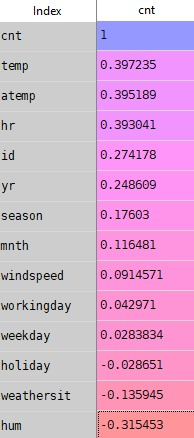 Index cnt
cnt 1
temp 0.397235
atemp 0.395189
hr 0.393041
id 0.274178
yr 0.248609
season 0.17603
mnth 0.116481
windspeed 0.0914571
workingday 0.042971
weekday 0.0283834
holiday -0.028651
weathersit -0.135945
hum -0.315453